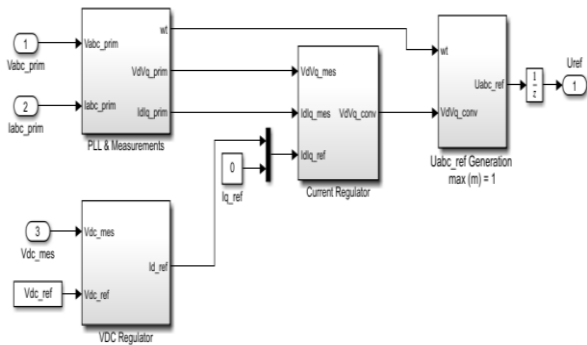 1
Vabc_prim
2
Iabc_prim
Vabc_prim
Iabc_prim
wt
VdVq_prim
IdIq_prim
PLL & Measurements
VdVq_mes
IdIq_mes
IdIq_ref
VdVq_conv
Current Regulator
wt
VdVq_conv
Uabc_ref
Uabc_ref Generation
max (m) = 1
1
z
Uref
1
0
Iq_ref
3
Vdc_mes
Vdc_ref
Vdc_mes
Vdc_ref
Id_ref
VDC Regulator